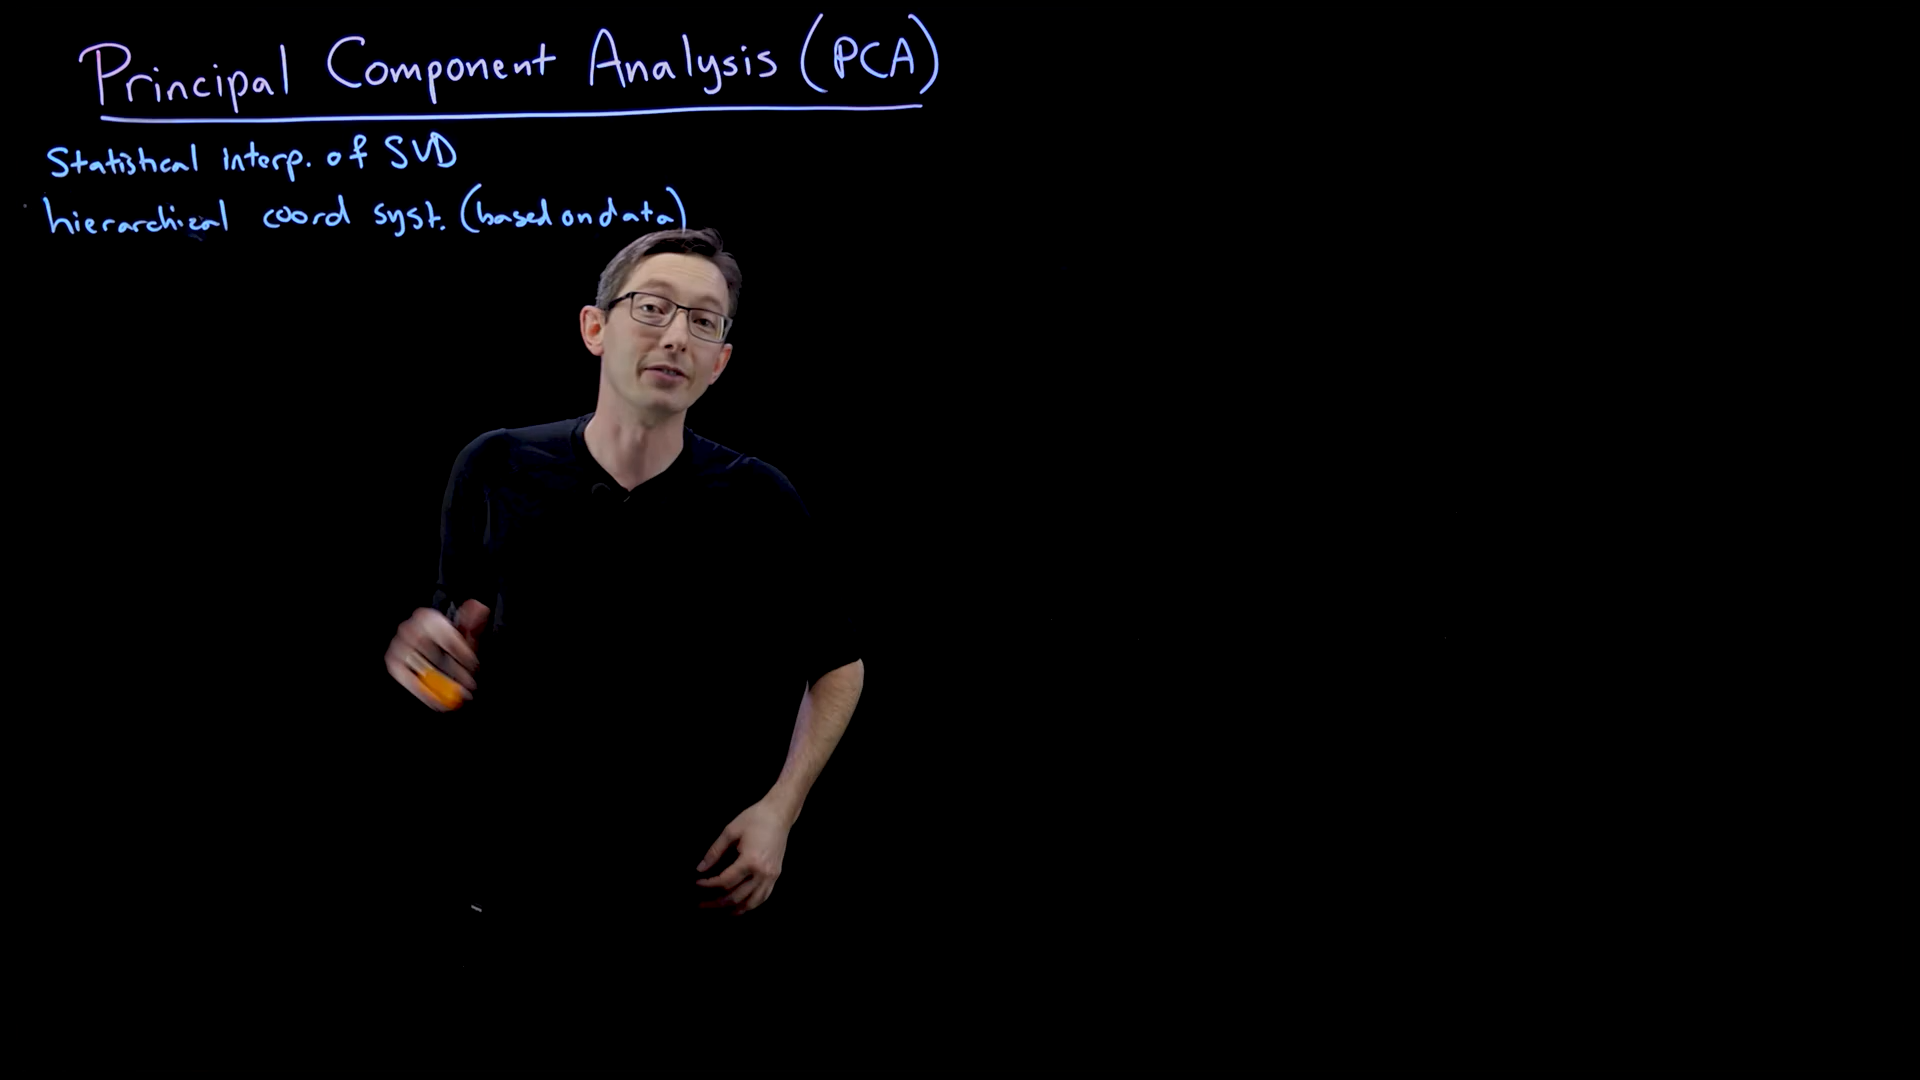 Principal Component Analysis (PCA)
Statistical interp. of SVD
hierarchical coord syst. (based on data)